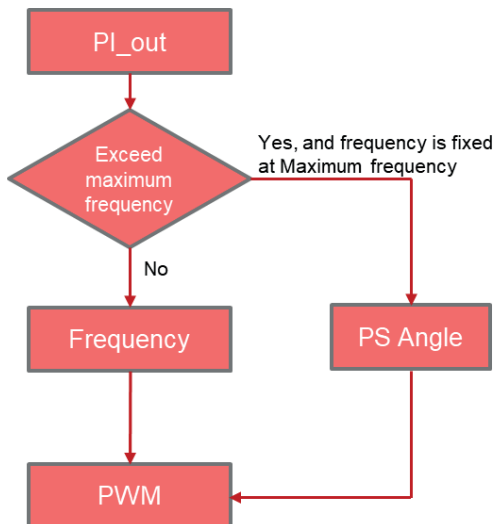 PI_out
Exceed
maximum
frequency
Yes, and frequency is fixed
at Maximum frequency
No
Frequency
PS Angle
PWM